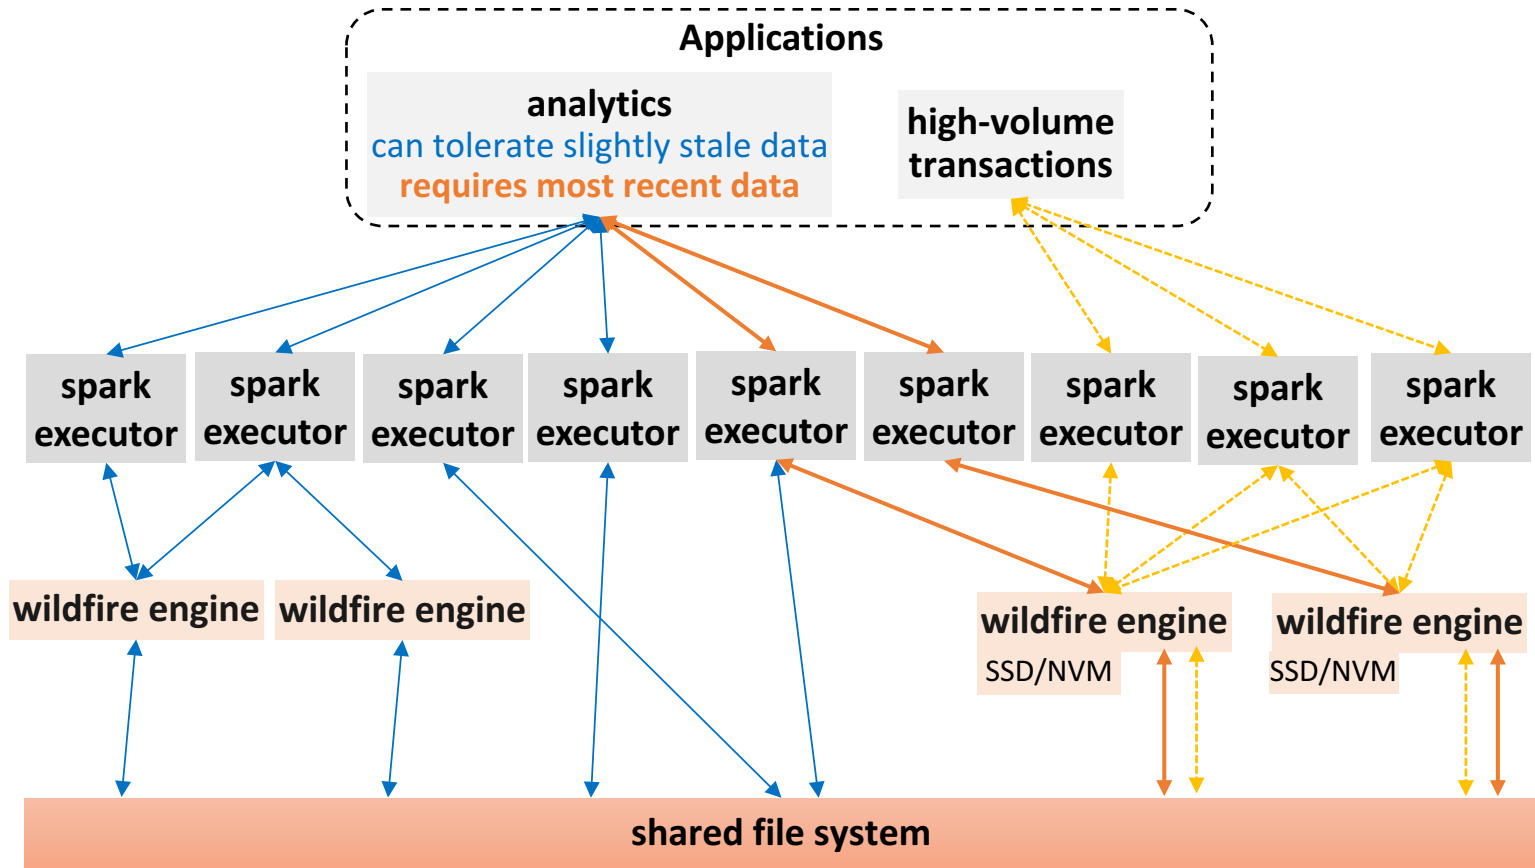 Applications
analytics
can tolerate slightly stale data
requires most recent data
high-volume
transactions
spark
executor
spark
executor
spark
executor
spark
executor
spark
executor
spark
executor
spark
executor
spark
executor
spark
executor
wildfire engine
wildfire engine
wildfire engine
SSD/NVM
wildfire engine
SSD/NVM
shared file system